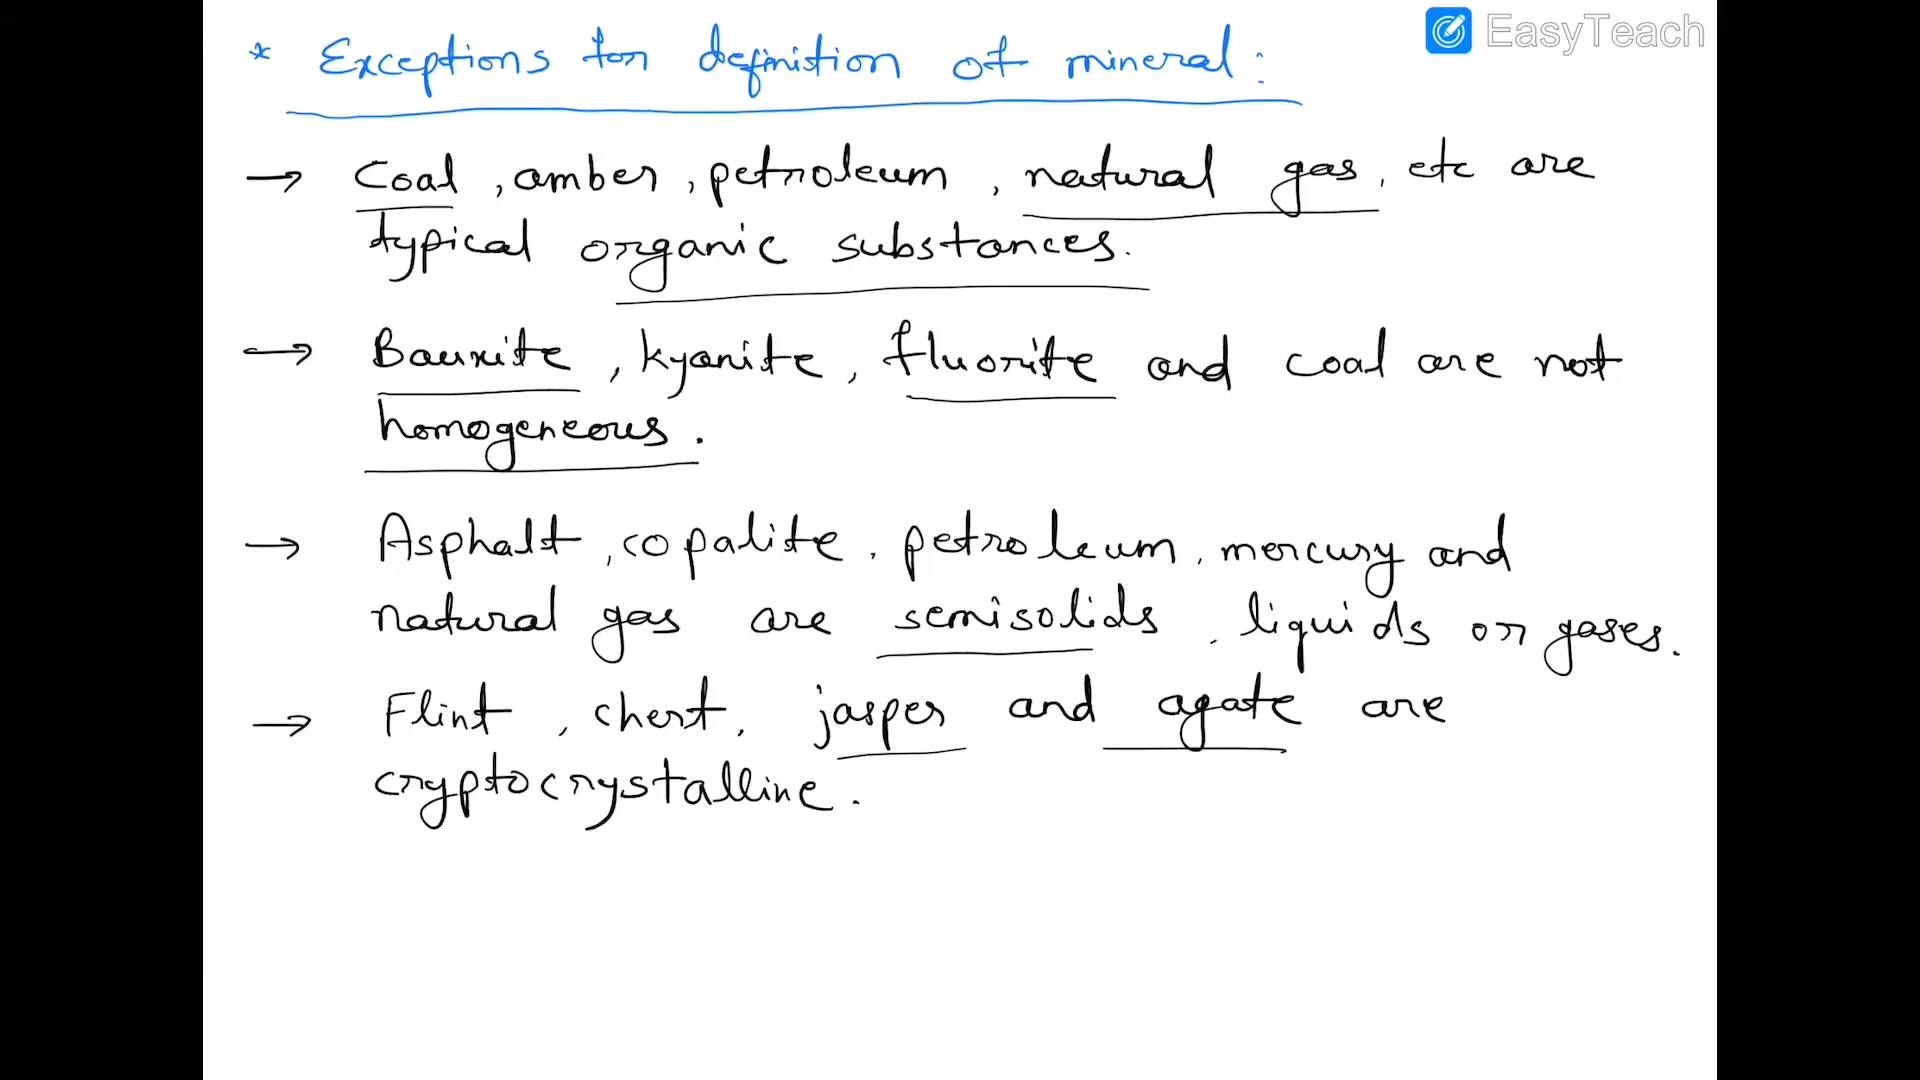 EasyTeach
* Exceptions for definition of mineral:
→ Coal, amber, petroleum, natural gas, etc are
typical organic substances.
→ Bauxite, kyanite, fluorite and coal are not
homogeneous.
→ Asphalt, copalite, petroleum, mercury and
natural gas are semisolids, liquids or gases.
→ Flint, chert, jasper and agate are
cryptocrystalline.